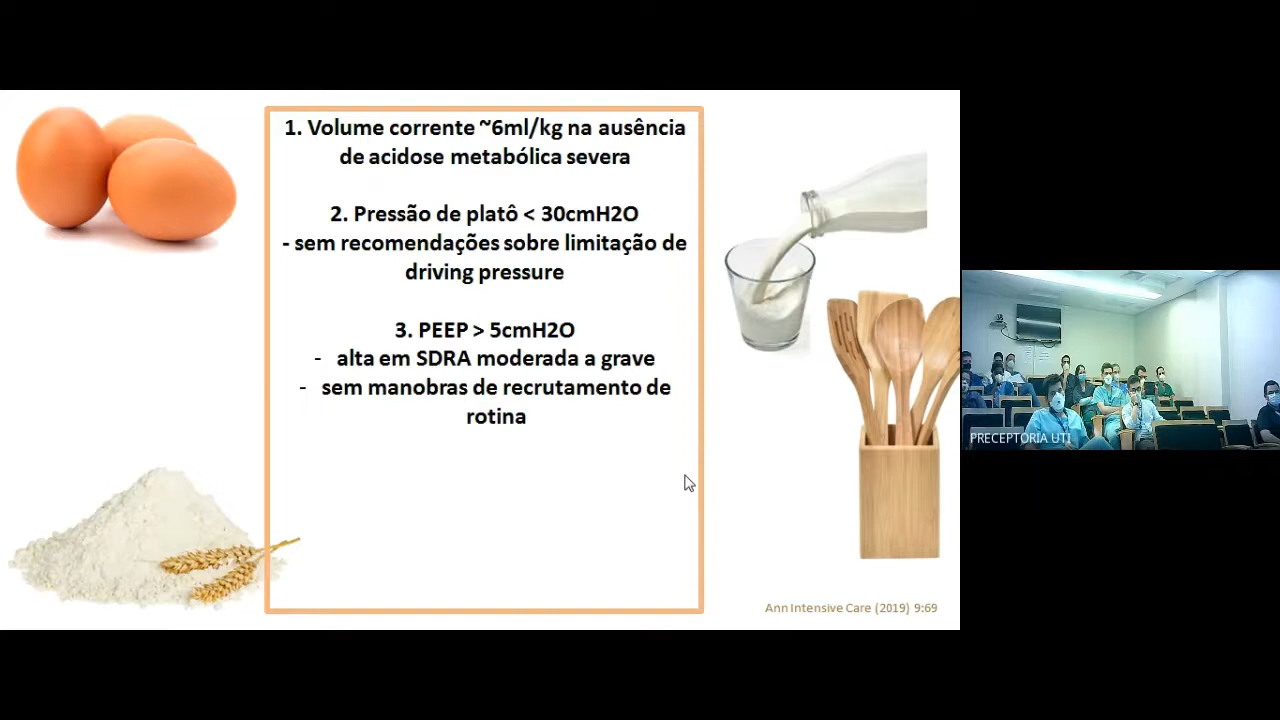 1. Volume corrente ~6ml/kg na ausência
de acidose metabólica severa
2. Pressão de platô < 30cmH2O
- sem recomendações sobre limitação de
driving pressure
3. PEEP > 5cmH2O
- alta em SDRA moderada a grave
- sem manobras de recrutamento de
rotina
Ann Intensive Care (2019) 9:69
PRECEPTORIA UTI